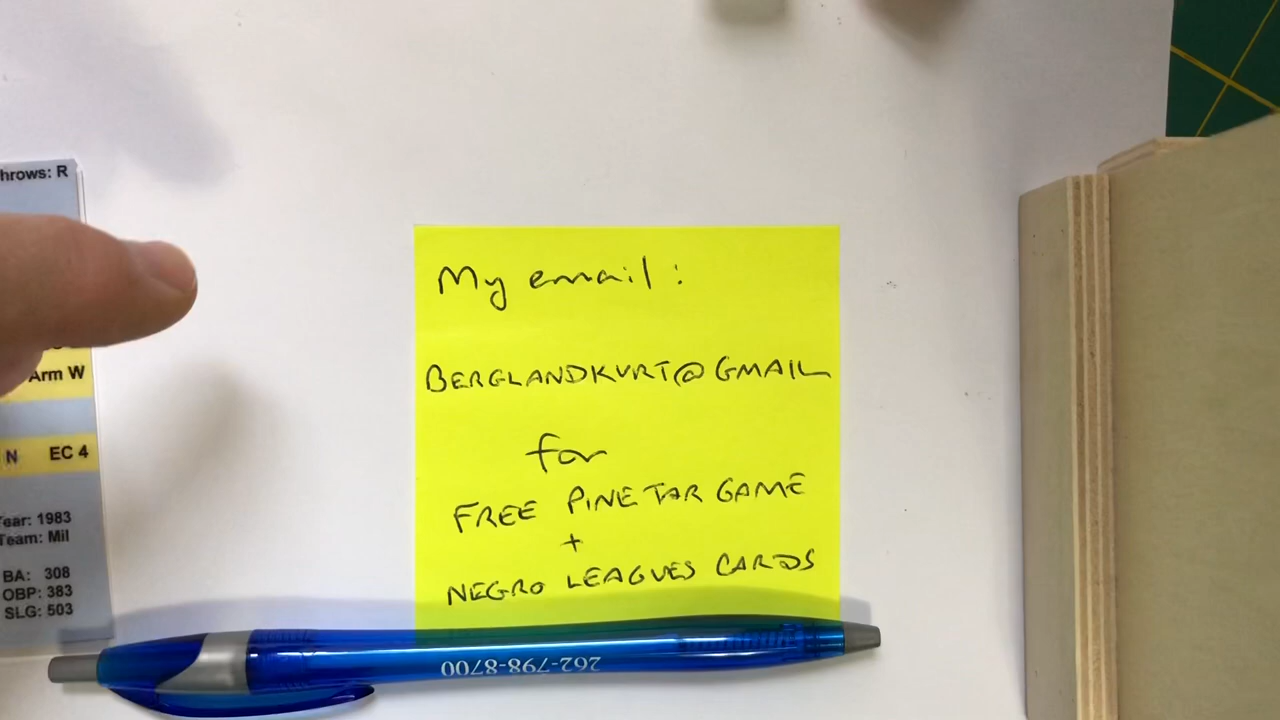 hrows: R
Arm W
N EC 4
Year: 1983
Team: Mil
BA: 308
OBP: 383
SLG: 503
My email:
BERGLANDKURT@GMAIL
for
FREE PINE TAR GAME
+
NEGRO LEAGUES CARDS
262-798-8700